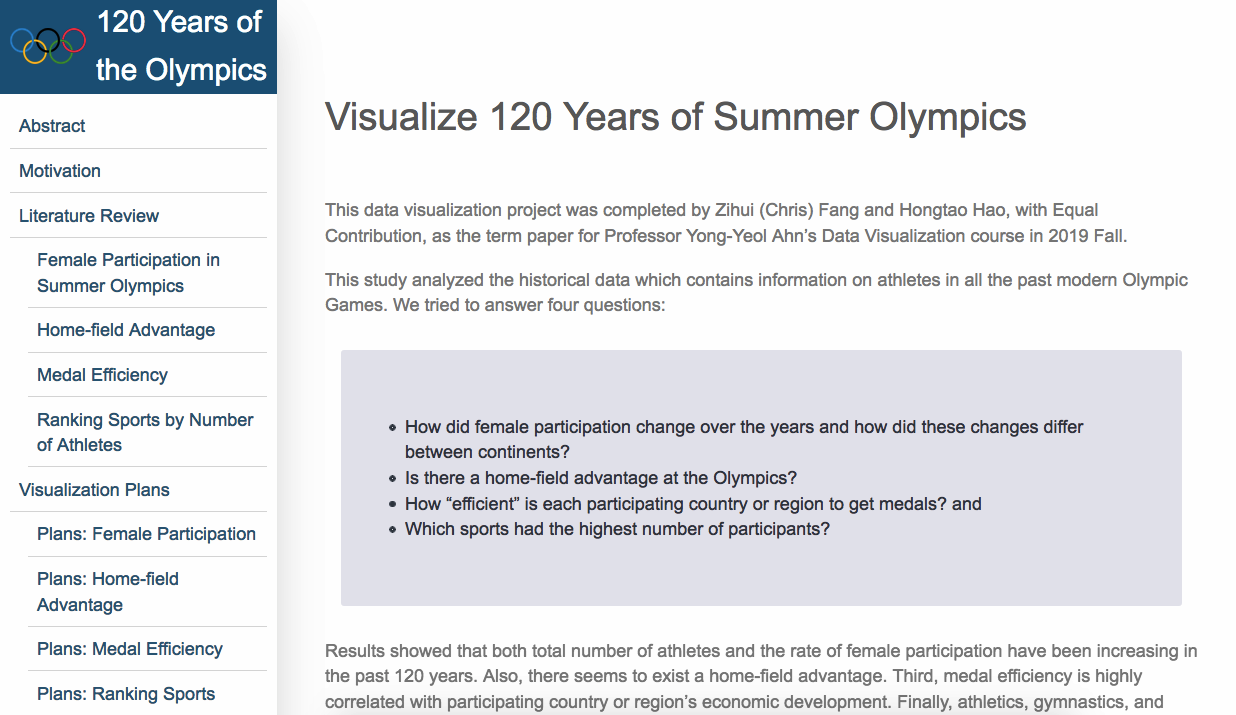 120 Years of
the Olympics
Abstract
Motivation
Literature Review
Female Participation in
Summer Olympics
Home-field Advantage
Medal Efficiency
Ranking Sports by Number
of Athletes
Visualization Plans
Plans: Female Participation
Plans: Home-field
Advantage
Plans: Medal Efficiency
Plans: Ranking Sports
Visualize 120 Years of Summer Olympics
This data visualization project was completed by Zihui (Chris) Fang and Hongtao Hao, with Equal
Contribution, as the term paper for Professor Yong-Yeol Ahn’s Data Visualization course in 2019 Fall.
This study analyzed the historical data which contains information on athletes in all the past modern Olympic
Games. We tried to answer four questions:
• How did female participation change over the years and how did these changes differ
between continents?
• Is there a home-field advantage at the Olympics?
• How “efficient” is each participating country or region to get medals? and
• Which sports had the highest number of participants?
Results showed that both total number of athletes and the rate of female participation have been increasing in
the past 120 years. Also, there seems to exist a home-field advantage. Third, medal efficiency is highly
correlated with participating country or region’s economic development. Finally, athletics, gymnastics, and